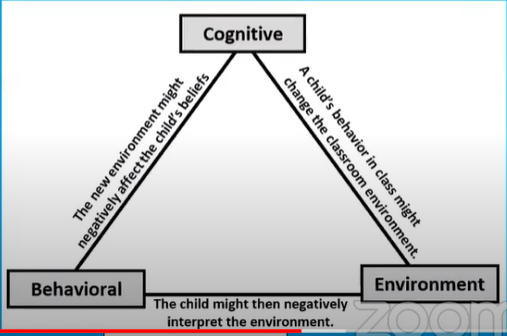 Cognitive
The new environment might
negatively affect the child's beliefs
A child's behavior in class might
change the classroom environment.
Behavioral
Environment
The child might then negatively
interpret the environment.
zoom